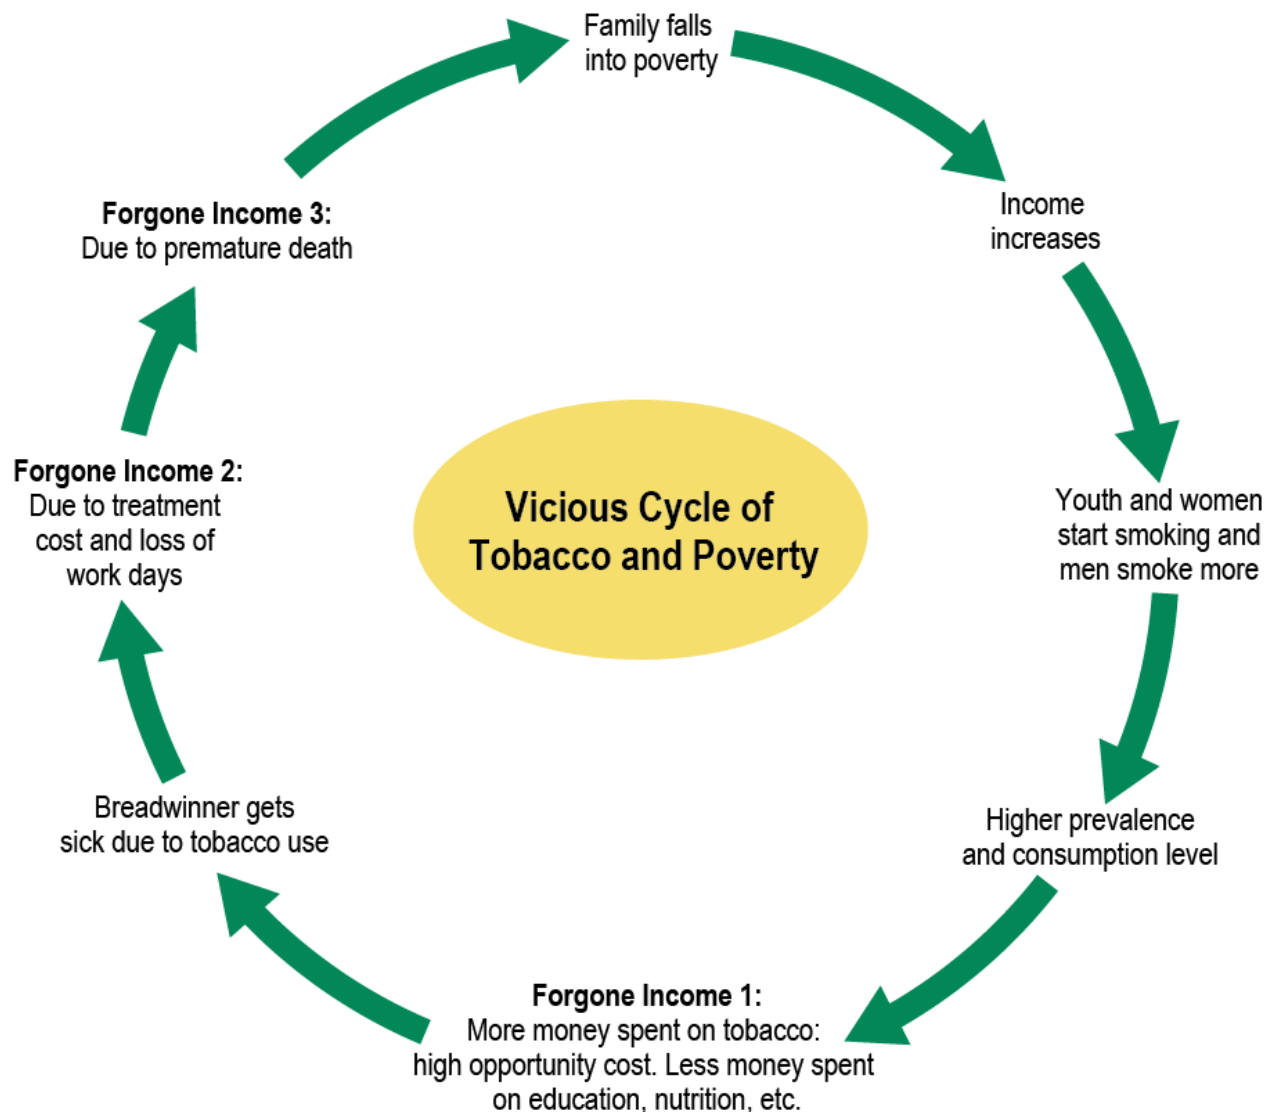 Family falls
into poverty
Income
increases
Youth and women
start smoking and
men smoke more
Higher prevalence
and consumption level
Forgone Income 1:
More money spent on tobacco:
high opportunity cost. Less money spent
on education, nutrition, etc.
Breadwinner gets
sick due to tobacco use
Forgone Income 2:
Due to treatment
cost and loss of
work days
Forgone Income 3:
Due to premature death
Vicious Cycle of
Tobacco and Poverty